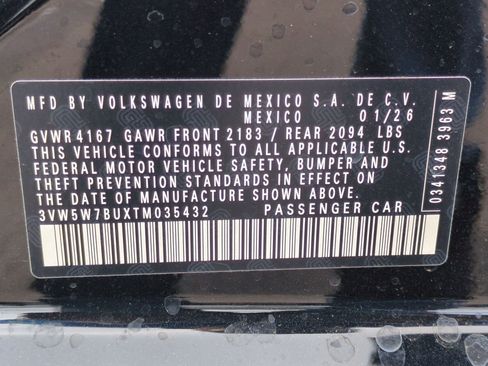 MFD. BY VOLKSWAGEN DE MEXICO S.A. DE C.V.
MEXICO 01/26
GVWR 4167 GAWR FRONT 2183 / REAR 2094 LBS
THIS VEHICLE CONFORMS TO ALL APPLICABLE
FEDERAL MOTOR VEHICLE SAFETY, BUMPER AND
THEFT PREVENTION STANDARDS IN EFFECT ON
THE DATE OF MANUFACTURE SHOWN ABOVE.
3VW5W7BUXTM035432 PASSENGER CAR
0341348 3963 M